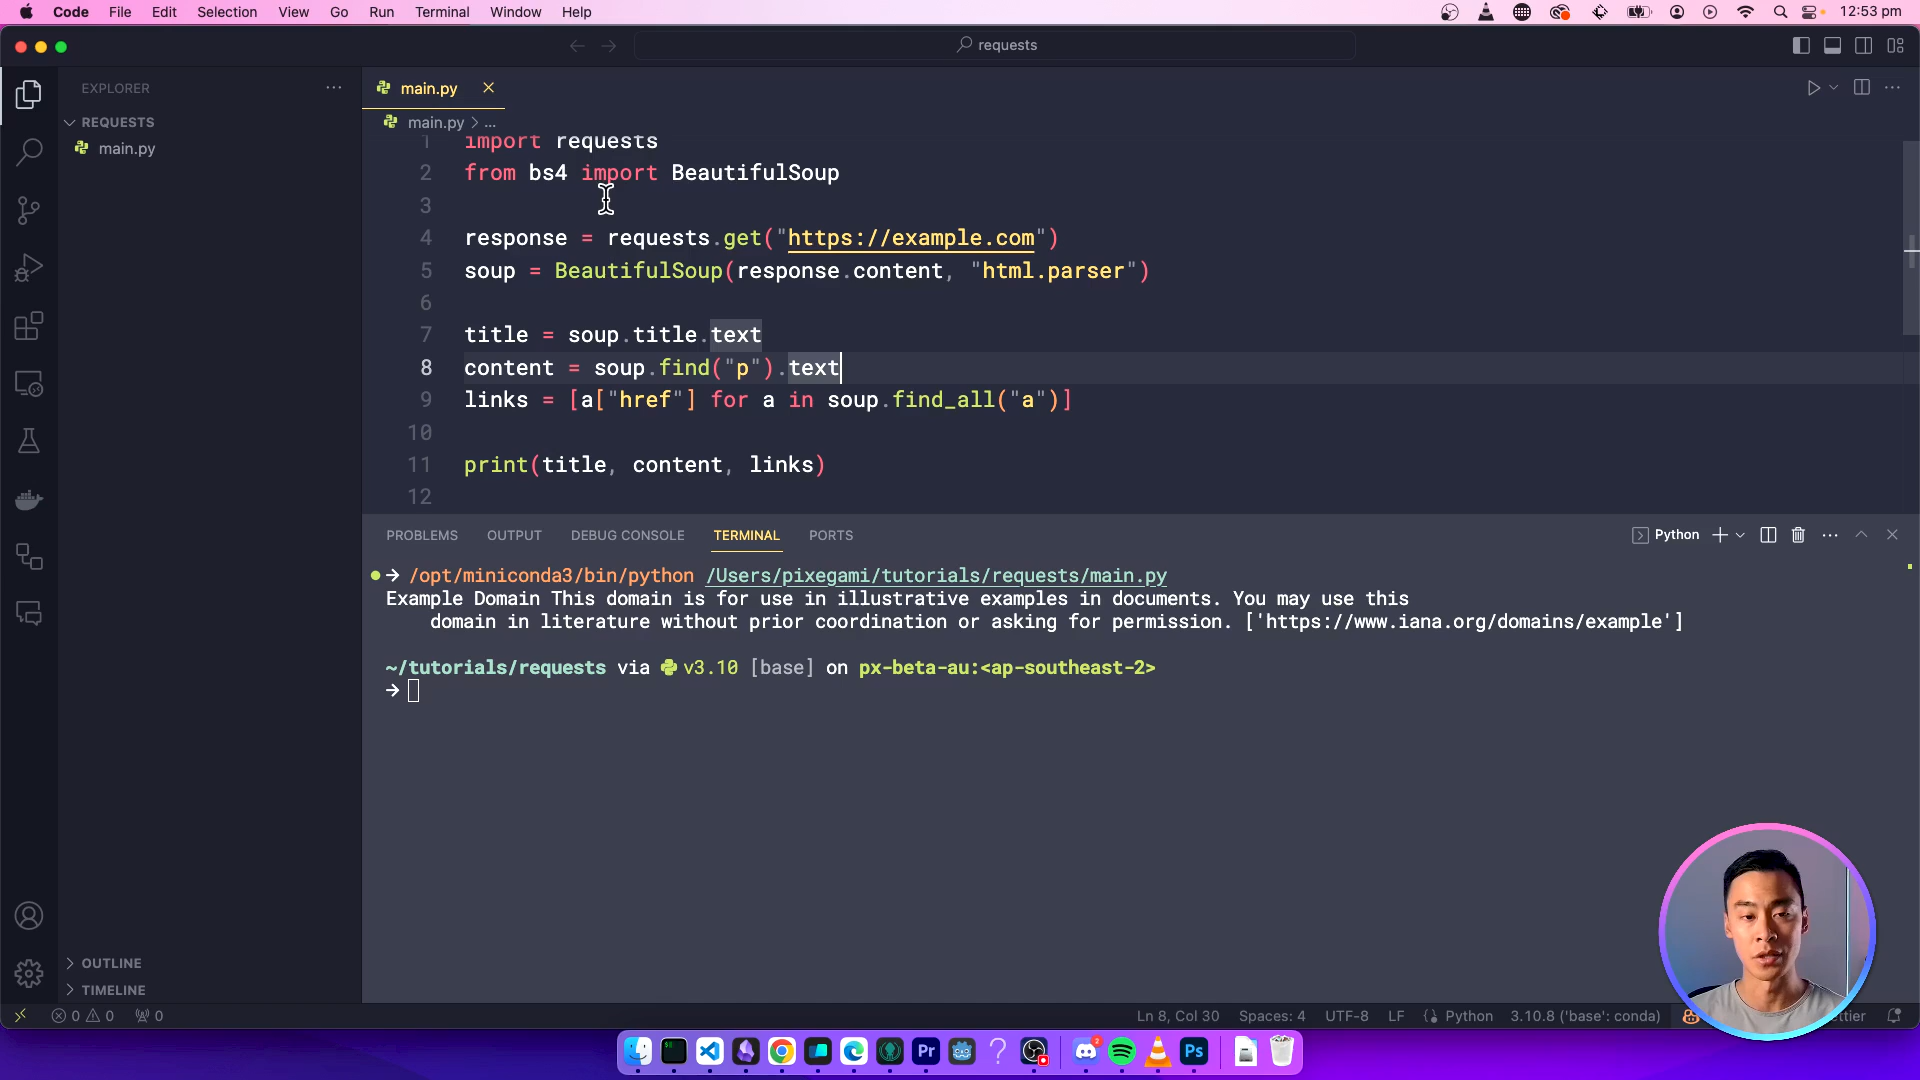 Code File Edit Selection View Go Run Terminal Window Help 12:53 pm
requests
EXPLORER
REQUESTS
main.py
OUTLINE
TIMELINE
main.py
main.py > ...
1 import requests
2 from bs4 import BeautifulSoup
3
4 response = requests.get("https://example.com")
5 soup = BeautifulSoup(response.content, "html.parser")
6
7 title = soup.title.text
8 content = soup.find("p").text
9 links = [a["href"] for a in soup.find_all("a")]
10
11 print(title, content, links)
12
PROBLEMS OUTPUT DEBUG CONSOLE TERMINAL PORTS Python
→ /opt/miniconda3/bin/python /Users/pixegami/tutorials/requests/main.py
Example Domain This domain is for use in illustrative examples in documents. You may use this
domain in literature without prior coordination or asking for permission. ['https://www.iana.org/domains/example']
~/tutorials/requests via v3.10 [base] on px-beta-au:<ap-southeast-2>
→
0 0 0 Ln 8, Col 30 Spaces: 4 UTF-8 LF Python 3.10.8 ('base': conda)
Pr Ps